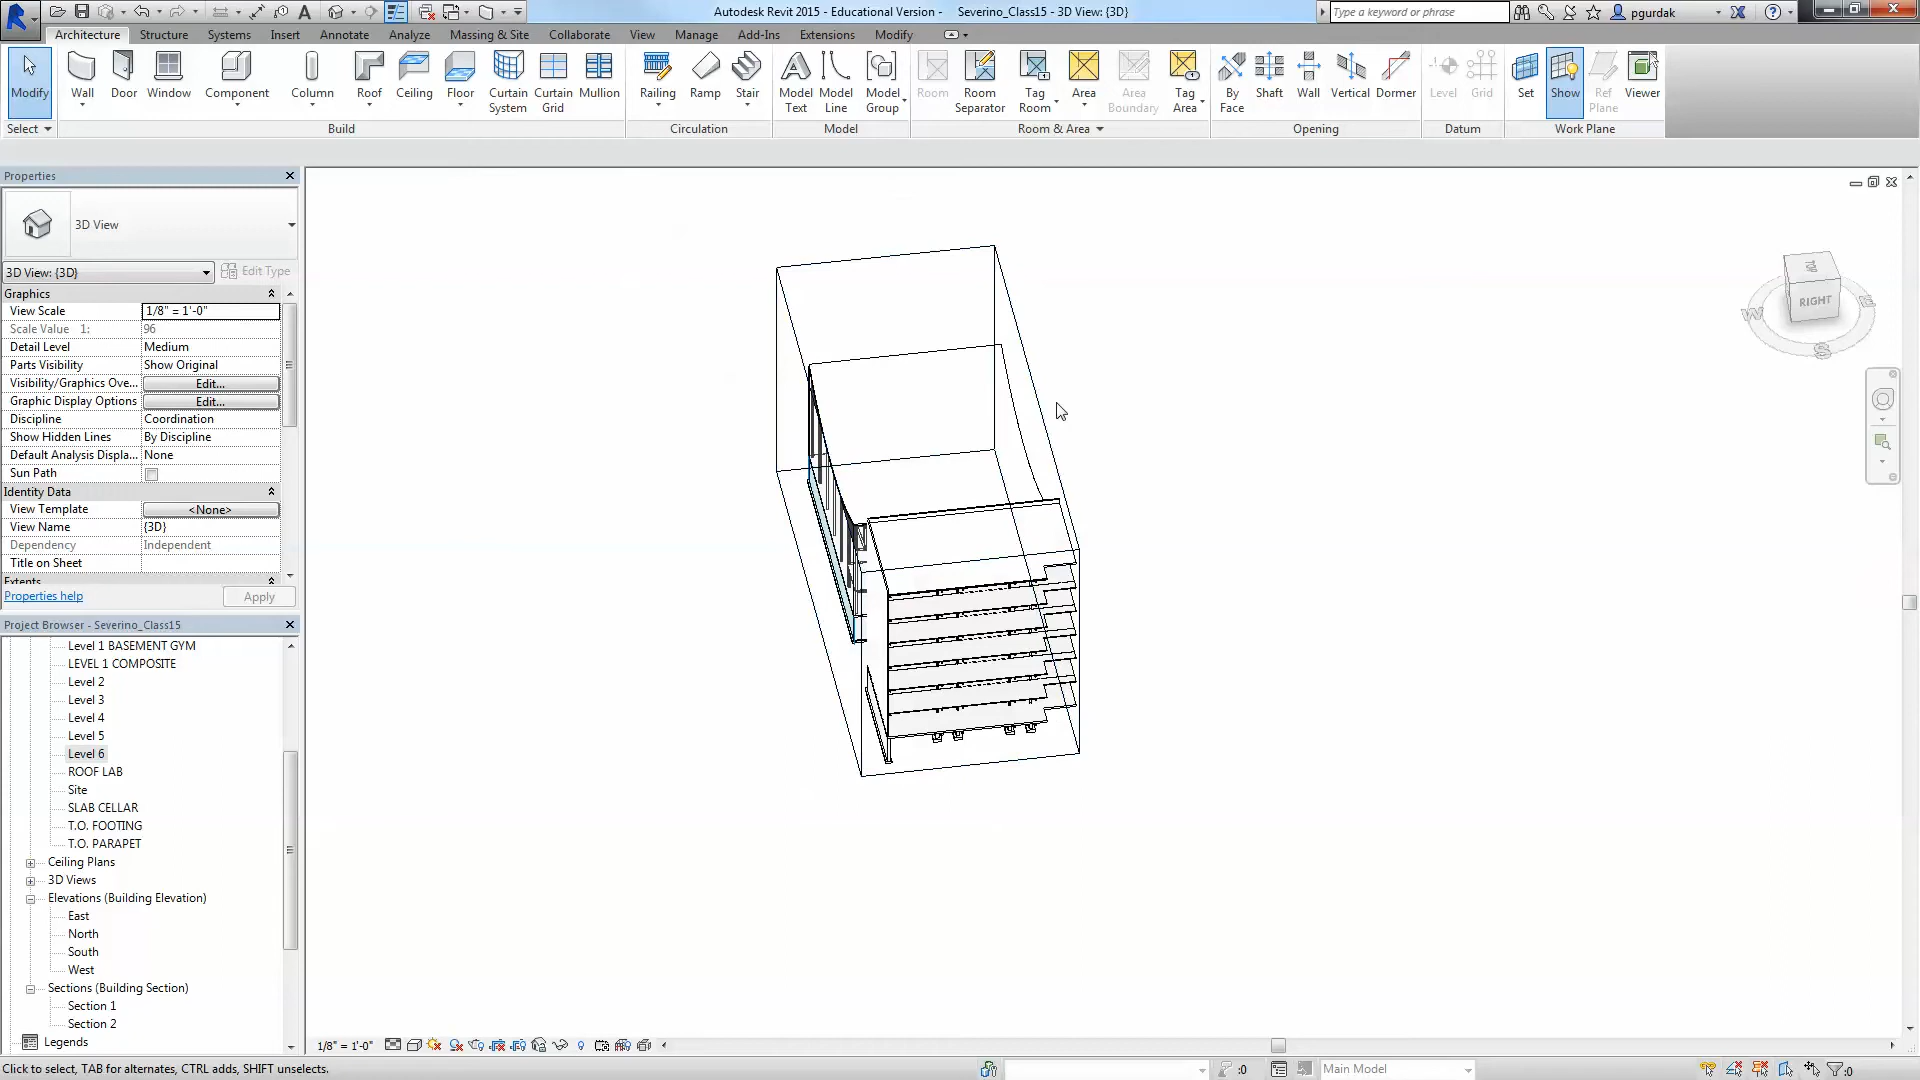 Autodesk Revit 2015 - Educational Version - Severino_Class15 - 3D View: {3D}
Type a keyword or phrase
pgurdak
Architecture Structure Systems Insert Annotate Analyze Massing & Site Collaborate View Manage Add-Ins Extensions Modify
Modify Wall Door Window Component Column Roof Ceiling Floor Curtain System Curtain Grid Mullion Railing Ramp Stair Model Text Model Line Model Group Room Room Separator Tag Room Area Area Boundary Tag Area By Face Shaft Wall Vertical Dormer Level Grid Set Show Ref Plane Viewer
Select Build Circulation Model Room & Area Opening Datum Work Plane
Properties
3D View
3D View: {3D} Edit Type
Graphics
View Scale 1/8" = 1'-0"
Scale Value 1: 96
Detail Level Medium
Parts Visibility Show Original
Visibility/Graphics Ove... Edit...
Graphic Display Options Edit...
Discipline Coordination
Show Hidden Lines By Discipline
Default Analysis Displa... None
Sun Path
Identity Data
View Template <None>
View Name {3D}
Dependency Independent
Title on Sheet
Extents
Properties help Apply
Project Browser - Severino_Class15
Level 1 BASEMENT GYM
LEVEL 1 COMPOSITE
Level 2
Level 3
Level 4
Level 5
Level 6
ROOF LAB
Site
SLAB CELLAR
T.O. FOOTING
T.O. PARAPET
Ceiling Plans
3D Views
Elevations (Building Elevation)
East
North
South
West
Sections (Building Section)
Section 1
Section 2
Legends
TOP
RIGHT
W
E
S
1/8" = 1'-0"
Click to select, TAB for alternates, CTRL adds, SHIFT unselects.
:0
Main Model
:0